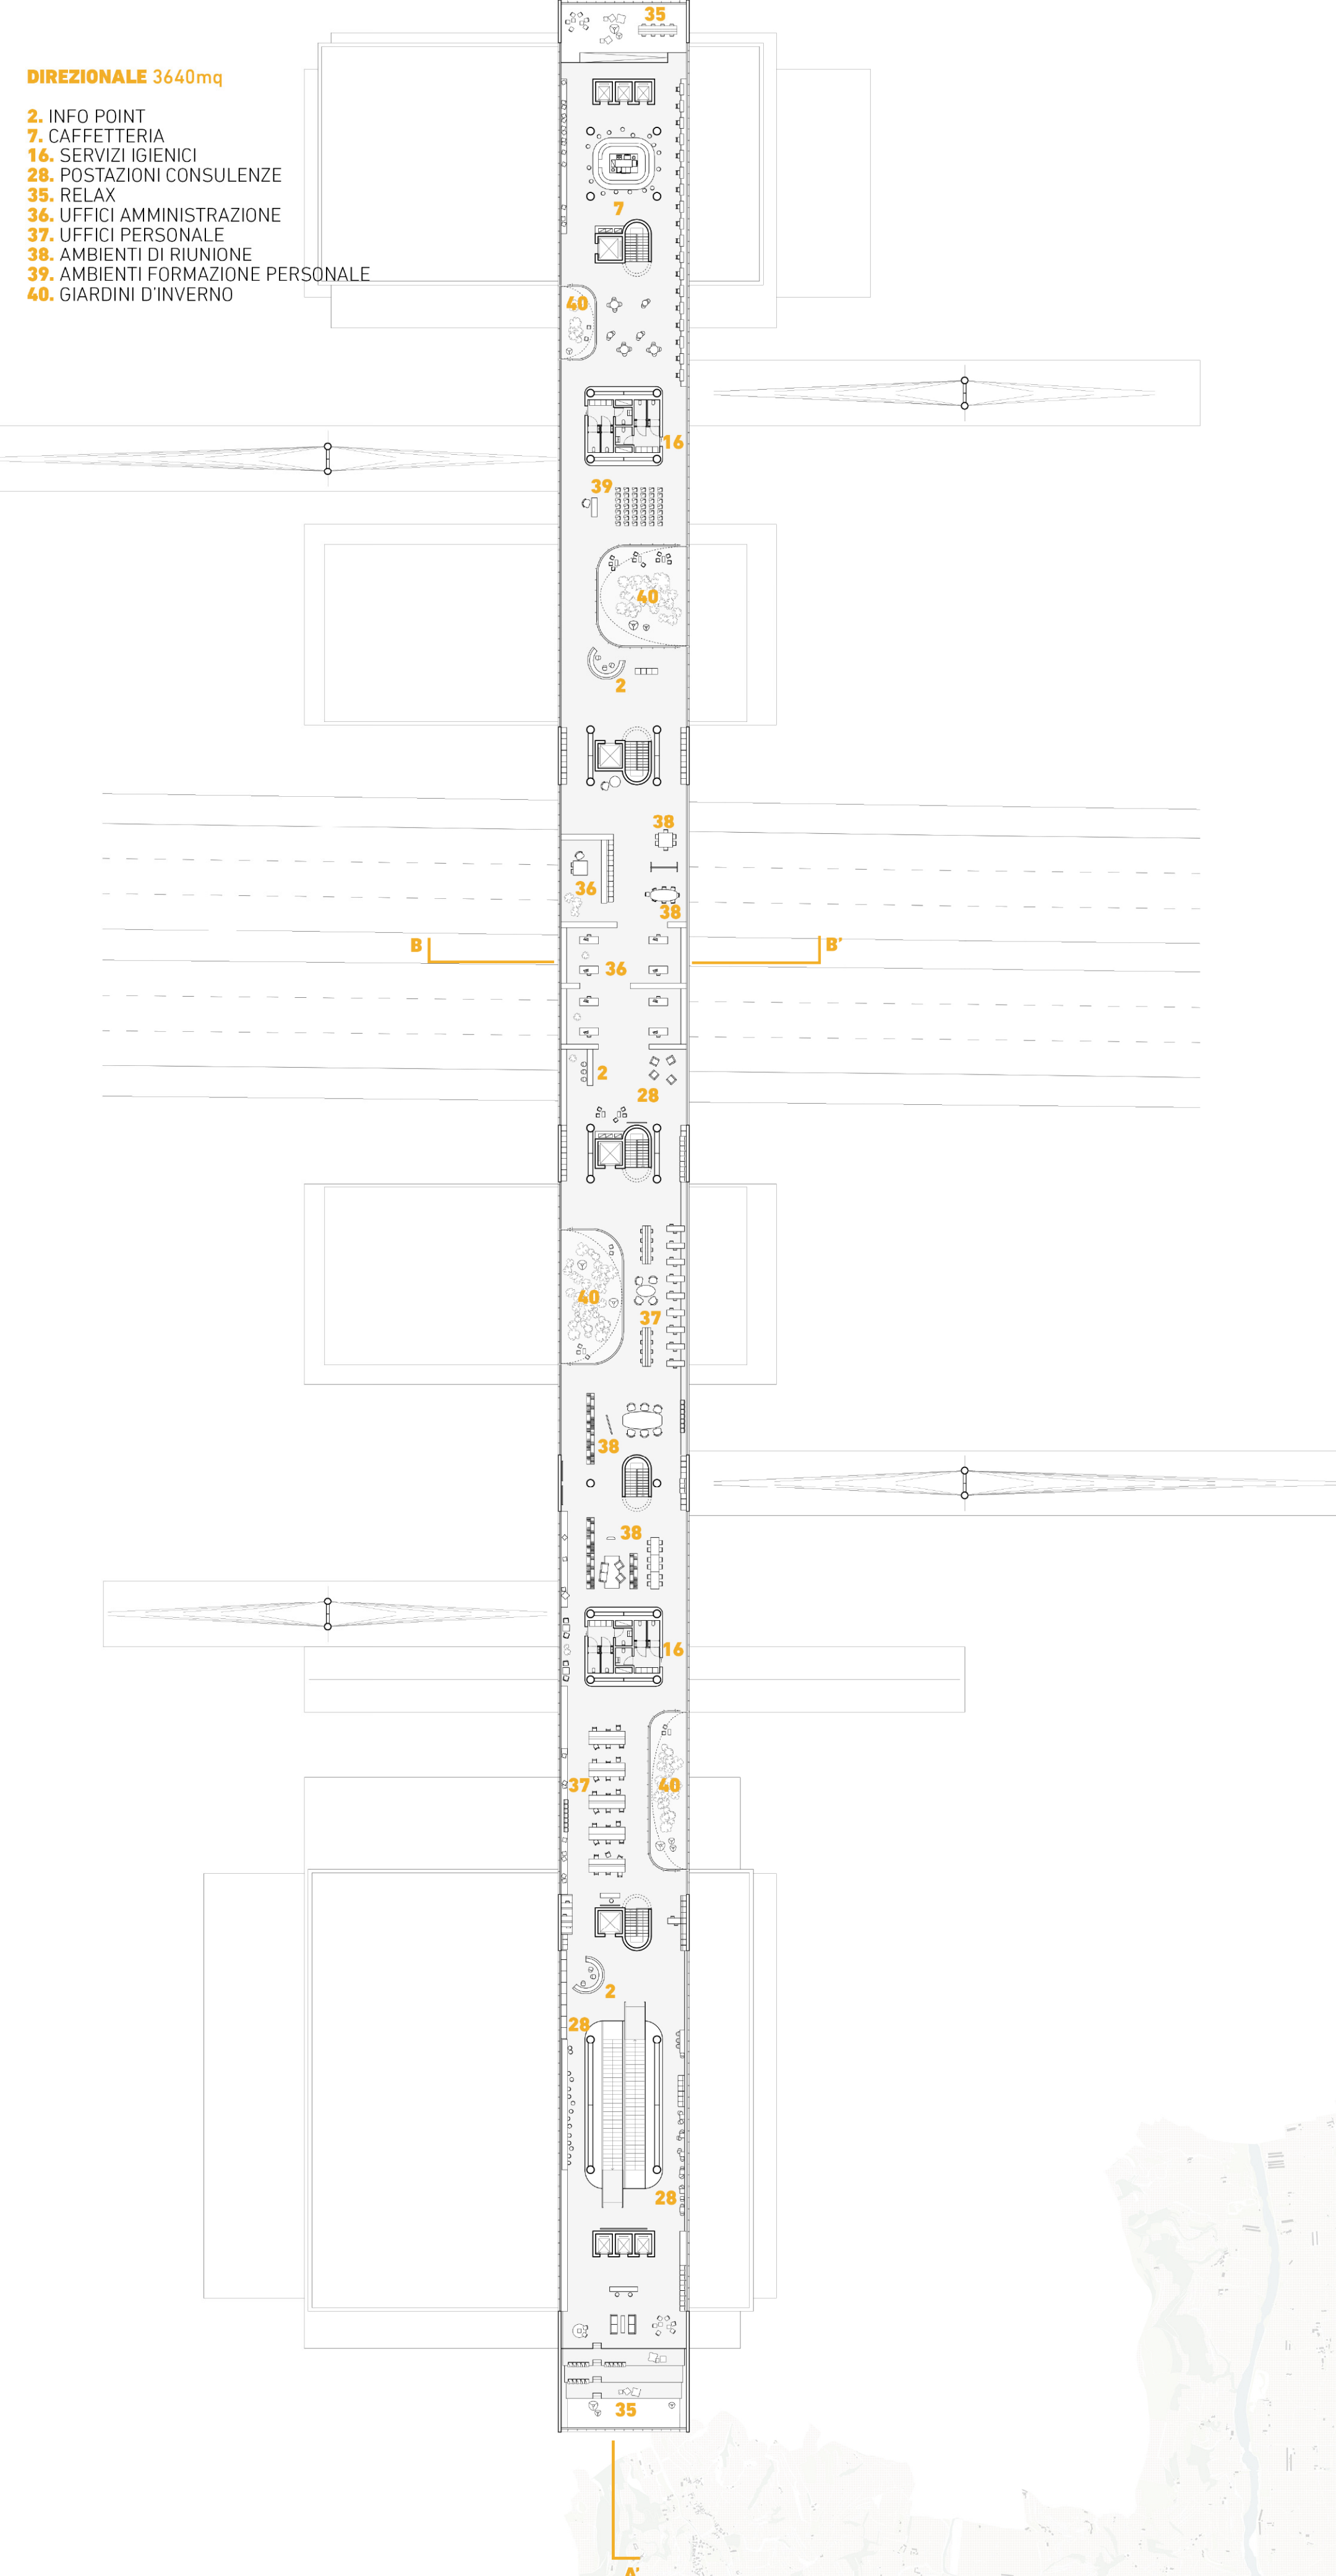 DIREZIONALE 3640mq
2. INFO POINT
7. CAFFETTERIA
16. SERVIZI IGIENICI
28. POSTAZIONI CONSULENZE
35. RELAX
36. UFFICI AMMINISTRAZIONE
37. UFFICI PERSONALE
38. AMBIENTI DI RIUNIONE
39. AMBIENTI FORMAZIONE PERSONALE
40. GIARDINI D'INVERNO
35
7
40
16
39
40
2
38
36
38
B
B'
36
2
28
40
37
38
38
16
37
40
2
28
28
35
A'